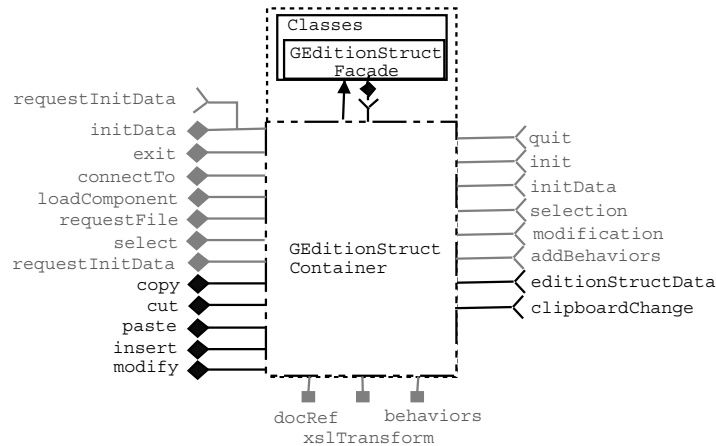 Classes
GEditionStruct
Facade
requestInitData
initData
exit
connectTo
loadComponent
requestFile
select
requestInitData
copy
cut
paste
insert
modify
GEditionStruct
Container
quit
init
initData
selection
modification
addBehaviors
editionStructData
clipboardChange
docRef
behaviors
xslTransform